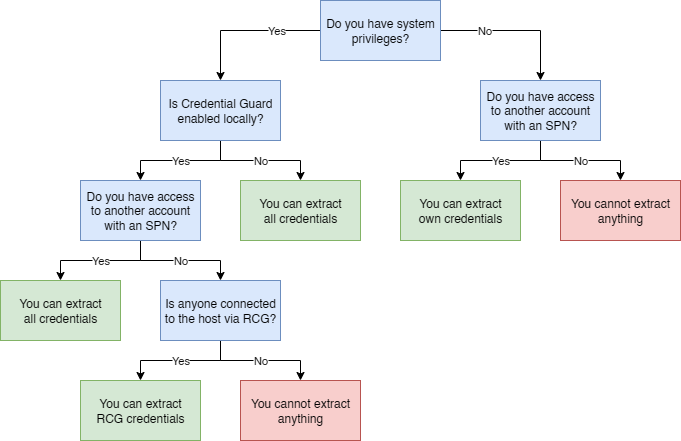 Do you have system
privileges?
Yes
No
Is Credential Guard
enabled locally?
Do you have access
to another account
with an SPN?
Yes
No
Yes
No
Do you have access
to another account
with an SPN?
You can extract
all credentials
You can extract
own credentials
You cannot extract
anything
Yes
No
You can extract
all credentials
Is anyone connected
to the host via RCG?
Yes
No
You can extract
RCG credentials
You cannot extract
anything